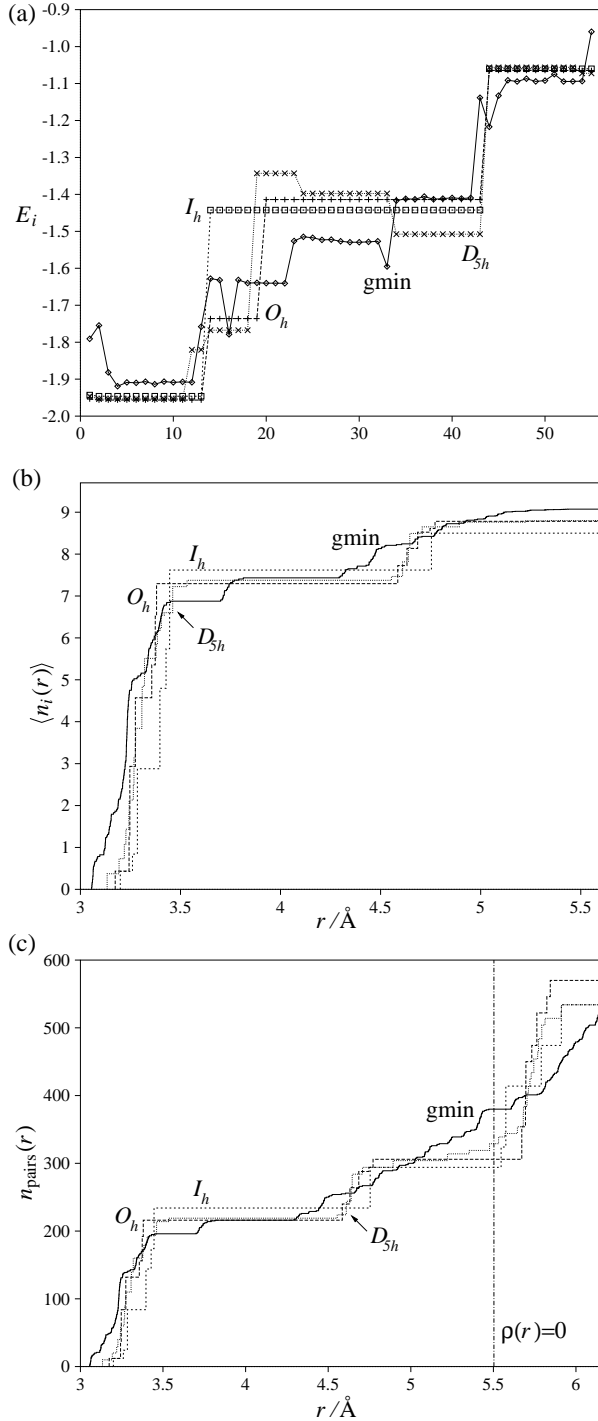 (a)
-0.9
-1.0
-1.1
-1.2
-1.3
-1.4
-1.5
-1.6
-1.7
-1.8
-1.9
-2.0
E_i
I_h
O_h
gmin
D_5h
0 10 20 30 40 50
(b)
9
8
7
6
5
4
3
2
1
0
⟨n_i(r)⟩
gmin
I_h
O_h
D_5h
3 3.5 4 4.5 5 5.5
r/Å
(c)
600
500
400
300
200
100
0
n_pairs(r)
gmin
I_h
O_h
D_5h
ρ(r)=0
3 3.5 4 4.5 5 5.5 6
r/Å